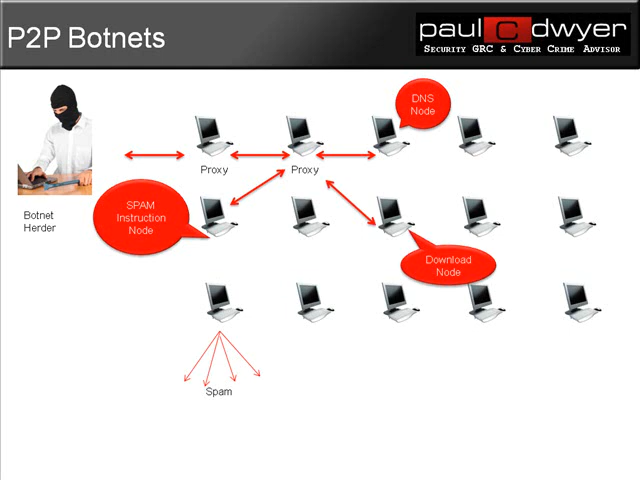 P2P Botnets
paul C dwyer
SECURITY GRC & CYBER CRIME ADVISOR
DNS
Node
Proxy
Proxy
SPAM
Instruction
Node
Botnet
Herder
Download
Node
Spam